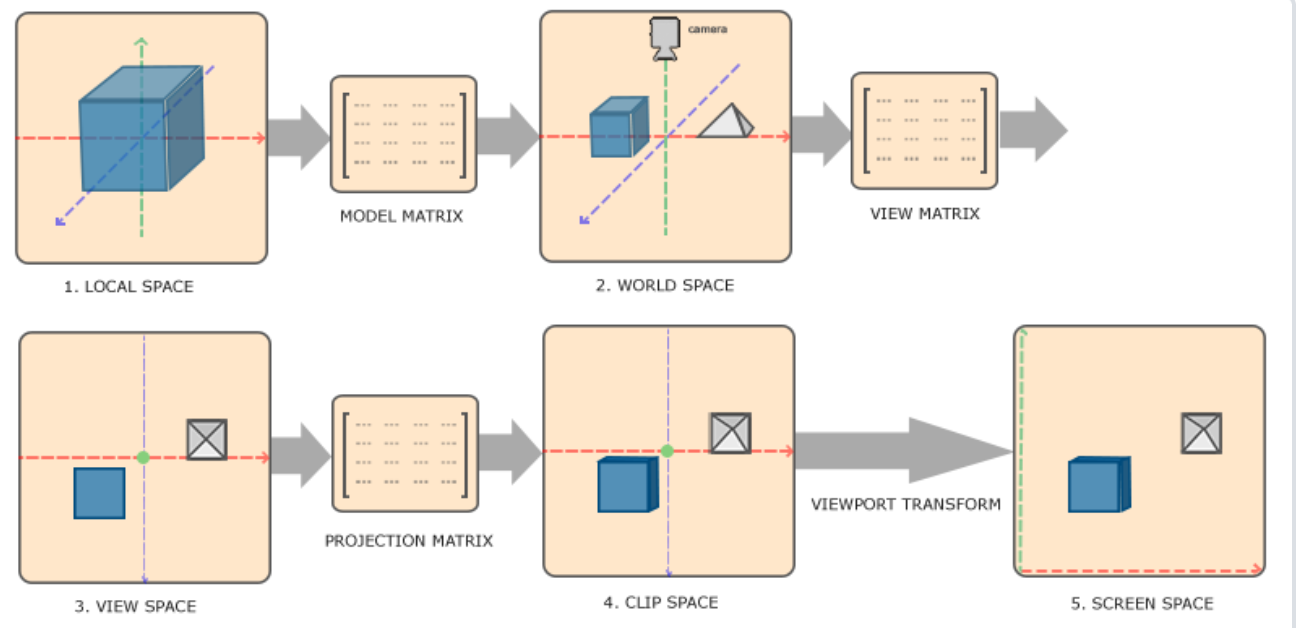 camera
MODEL MATRIX
VIEW MATRIX
1. LOCAL SPACE
2. WORLD SPACE
VIEWPORT TRANSFORM
PROJECTION MATRIX
3. VIEW SPACE
4. CLIP SPACE
5. SCREEN SPACE